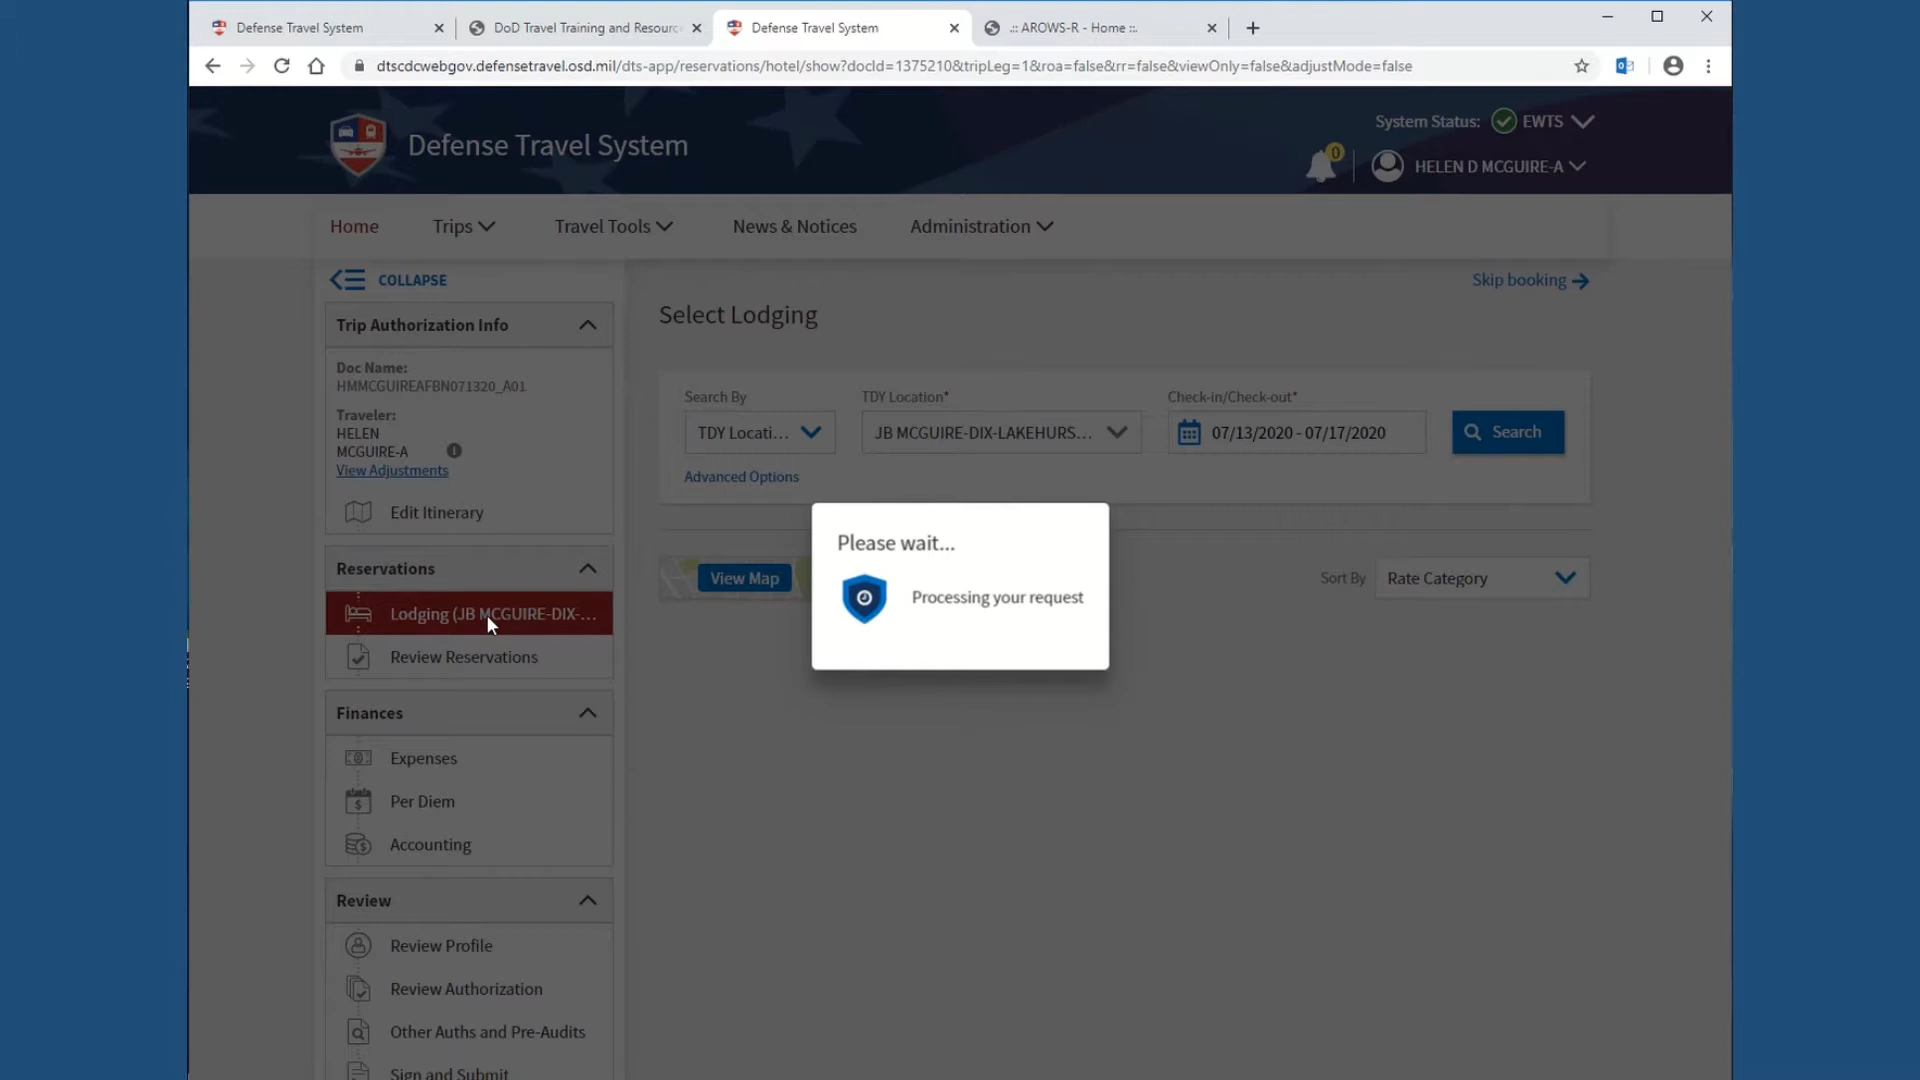 Defense Travel System
DoD Travel Training and Resourc
Defense Travel System
.:: AROWS-R - Home ::.
dtscdcwebgov.defensetravel.osd.mil/dts-app/reservations/hotel/show?docId=1375210&tripLeg=1&roa=false&rr=false&viewOnly=false&adjustMode=false
Defense Travel System
System Status: EWTS
0
HELEN D MCGUIRE-A
Home
Trips
Travel Tools
News & Notices
Administration
COLLAPSE
Trip Authorization Info
Doc Name:
HMMCGUIREAFBN071320_A01
Traveler:
HELEN
MCGUIRE-A
View Adjustments
Edit Itinerary
Reservations
Lodging (JB MCGUIRE-DIX-...
Review Reservations
Finances
Expenses
Per Diem
Accounting
Review
Review Profile
Review Authorization
Other Auths and Pre-Audits
Sign and Submit
Skip booking
Select Lodging
Search By
TDY Locati...
TDY Location*
JB MCGUIRE-DIX-LAKEHURS...
Check-in/Check-out*
07/13/2020 - 07/17/2020
Search
Advanced Options
View Map
Sort By
Rate Category
Please wait...
Processing your request